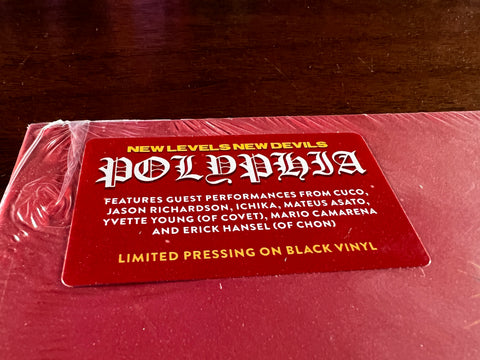 NEW LEVELS NEW DEVILS
POLYPHIA
FEATURES GUEST PERFORMANCES FROM CUCO,
JASON RICHARDSON, ICHIKA, MATEUS ASATO,
YVETTE YOUNG (OF COVET), MARIO CAMARENA
AND ERICK HANSEL (OF CHON)
LIMITED PRESSING ON BLACK VINYL